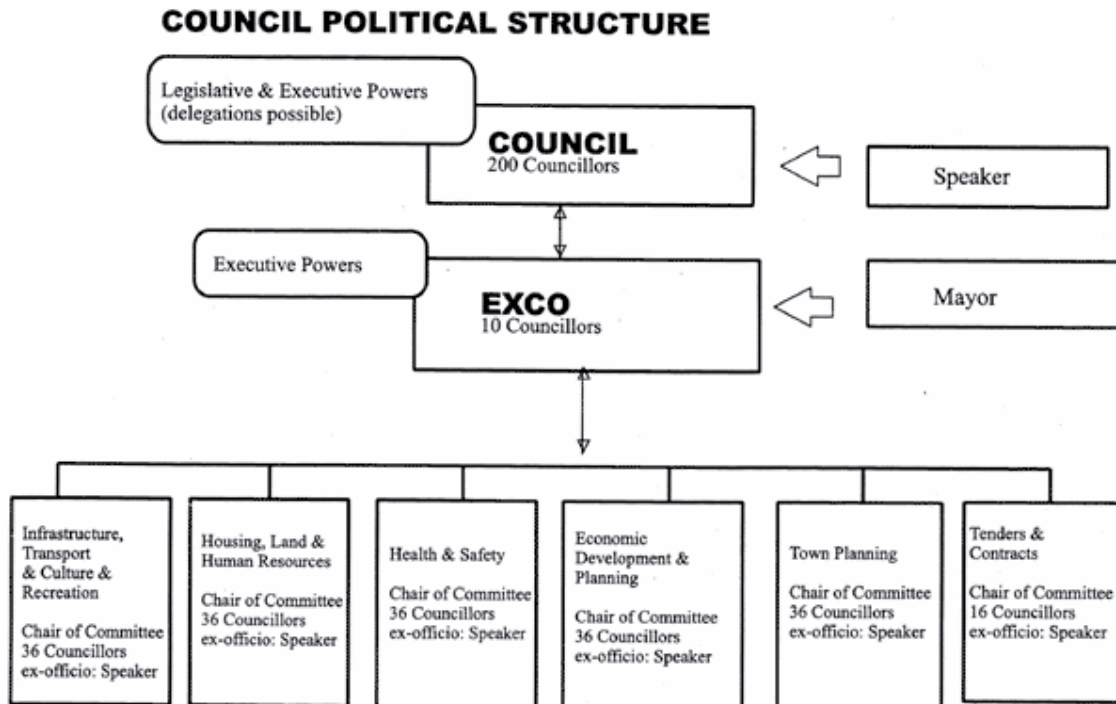 COUNCIL POLITICAL STRUCTURE
Legislative & Executive Powers
(delegations possible)
COUNCIL
200 Councillors
Speaker
Executive Powers
EXCO
10 Councillors
Mayor
Infrastructure,
Transport
& Culture &
Recreation
Chair of Committee
36 Councillors
ex-officio: Speaker
Housing, Land &
Human Resources
Chair of Committee
36 Councillors
ex-officio: Speaker
Health & Safety
Chair of Committee
36 Councillors
ex-officio: Speaker
Economic
Development &
Planning
Chair of Committee
36 Councillors
ex-officio: Speaker
Town Planning
Chair of Committee
36 Councillors
ex-officio: Speaker
Tenders &
Contracts
Chair of Committee
16 Councillors
ex-officio: Speaker